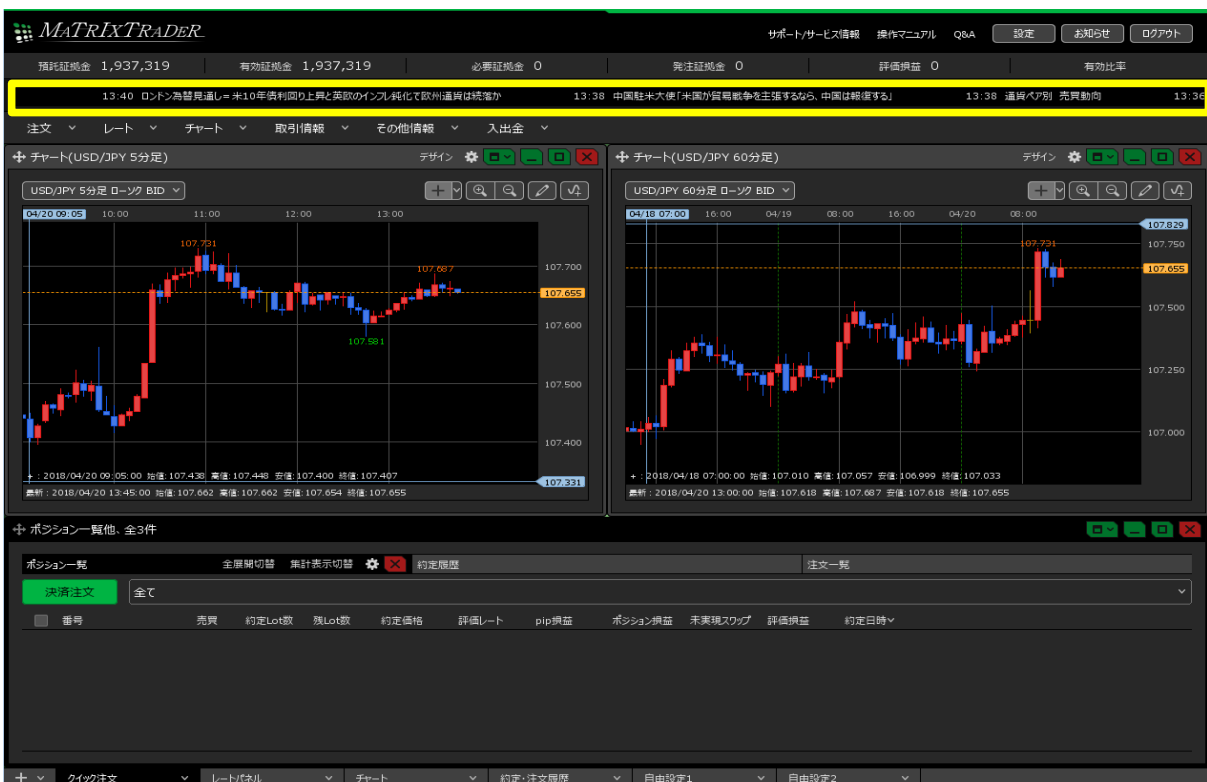 MATRIXTRADER
サポート/サービス情報 操作マニュアル Q&A 設定 お知らせ ログアウト
預託証拠金 1,937,319 有効証拠金 1,937,319 必要証拠金 0 発注証拠金 0 評価損益 0 有効比率
13:40 ロンドン為替見通し=米10年債利回り上昇と英欧のインフレ鈍化で欧州通貨は続落か 13:38 中国駐米大使「米国が貿易戦争を主張するなら、中国は報復する」 13:38 通貨ペア別 売買動向 13:36
注文 レート チャート 取引情報 その他情報 入出金
チャート(USD/JPY 5分足) デザイン
USD/JPY 5分足 ローソク BID
04/20 09:05 10:00 11:00 12:00 13:00
107.731
107.687
107.700
107.655
107.600
107.581
107.500
107.400
+ : 2018/04/20 09:05:00 始値:107.438 高値:107.448 安値:107.400 終値:107.407
107.331
最新 : 2018/04/20 13:45:00 始値:107.662 高値:107.662 安値:107.654 終値:107.655
チャート(USD/JPY 60分足) デザイン
USD/JPY 60分足 ローソク BID
04/18 07:00 16:00 04/19 08:00 16:00 04/20 08:00
107.829
107.731
107.750
107.655
107.500
107.250
107.000
+ : 2018/04/18 07:00:00 始値:107.010 高値:107.057 安値:106.999 終値:107.033
最新 : 2018/04/20 13:00:00 始値:107.618 高値:107.687 安値:107.618 終値:107.655
ポジション一覧他、全3件
ポジション一覧 全展開切替 集計表示切替 約定履歴 注文一覧
決済注文 全て
番号 売買 約定Lot数 残Lot数 約定価格 評価レート pip損益 ポジション損益 未実現スワップ 評価損益 約定日時
クイック注文 レートパネル チャート 約定・注文履歴 自由設定1 自由設定2